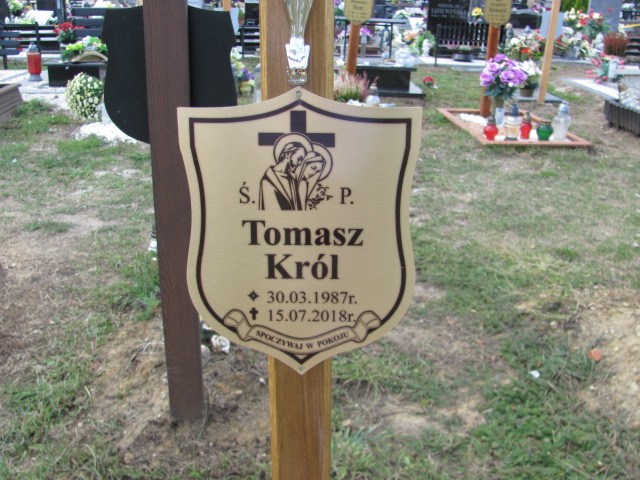 Ś. P.
Tomasz
Król
30.03.1987r.
15.07.2018r.
SPOCZYWAJ W POKOJU